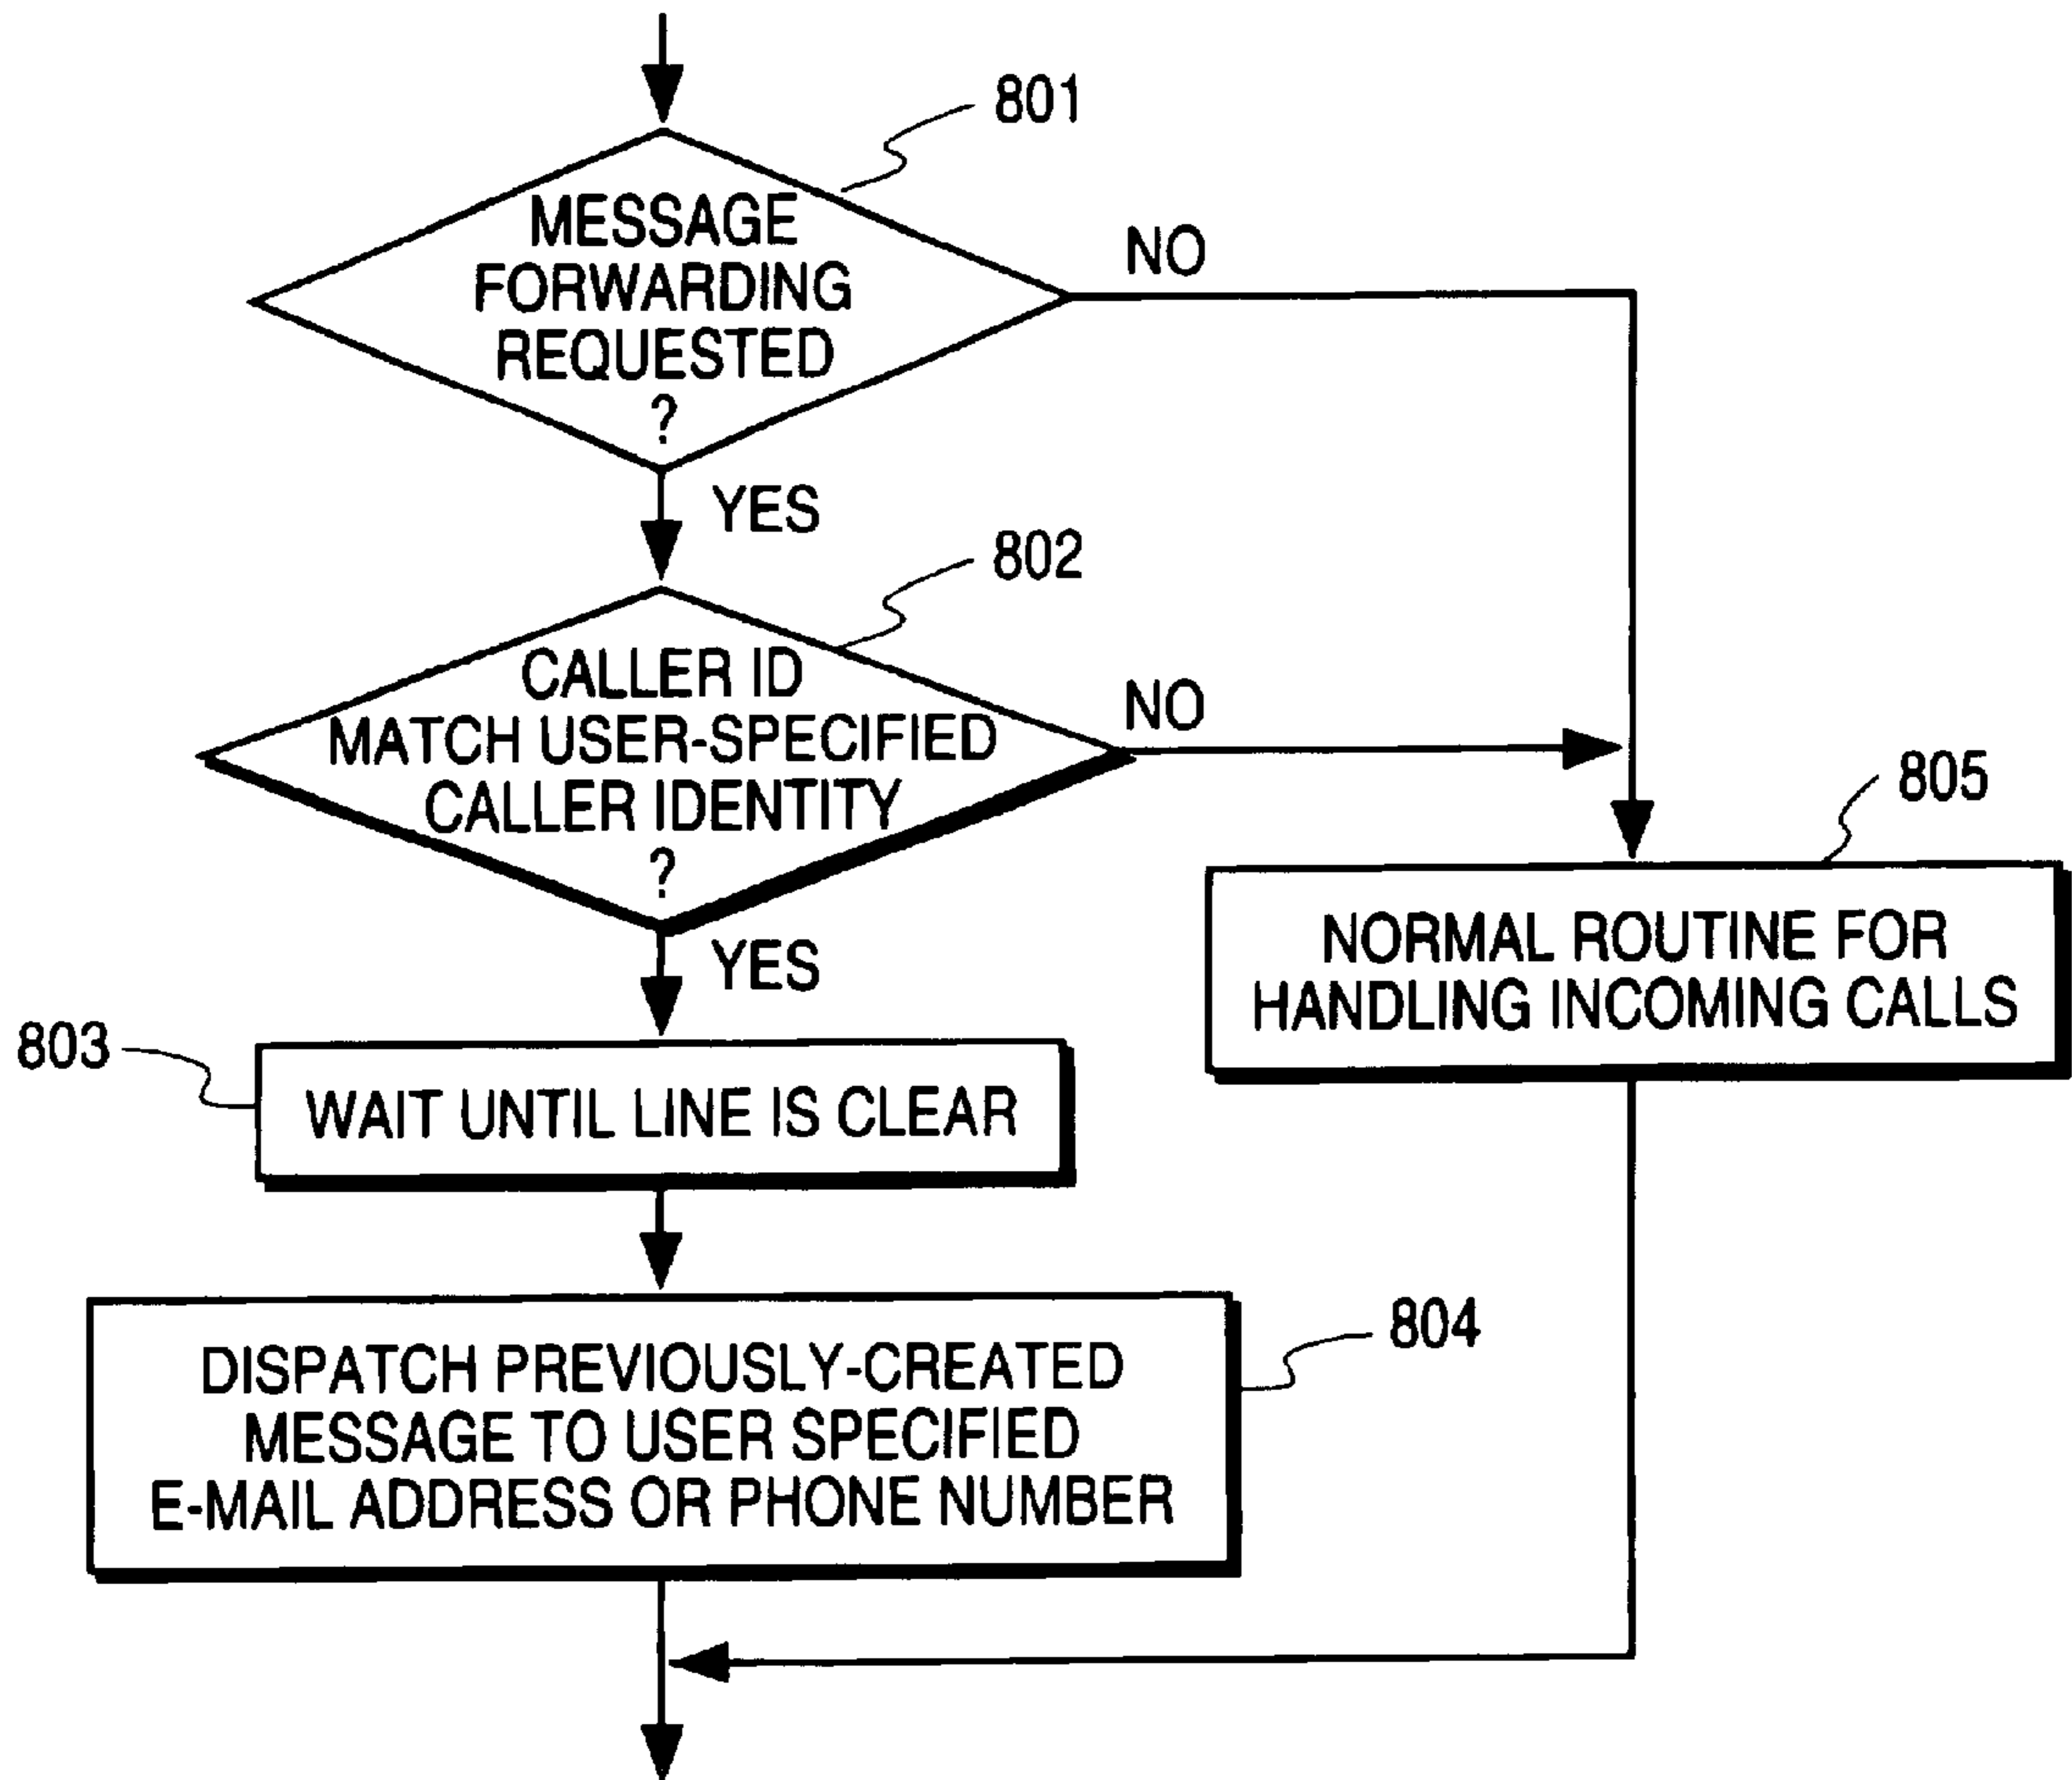 801
MESSAGE
FORWARDING
REQUESTED
?
NO
YES
802
CALLER ID
MATCH USER-SPECIFIED
CALLER IDENTITY
?
NO
YES
805
NORMAL ROUTINE FOR
HANDLING INCOMING CALLS
803
WAIT UNTIL LINE IS CLEAR
804
DISPATCH PREVIOUSLY-CREATED
MESSAGE TO USER SPECIFIED
E-MAIL ADDRESS OR PHONE NUMBER